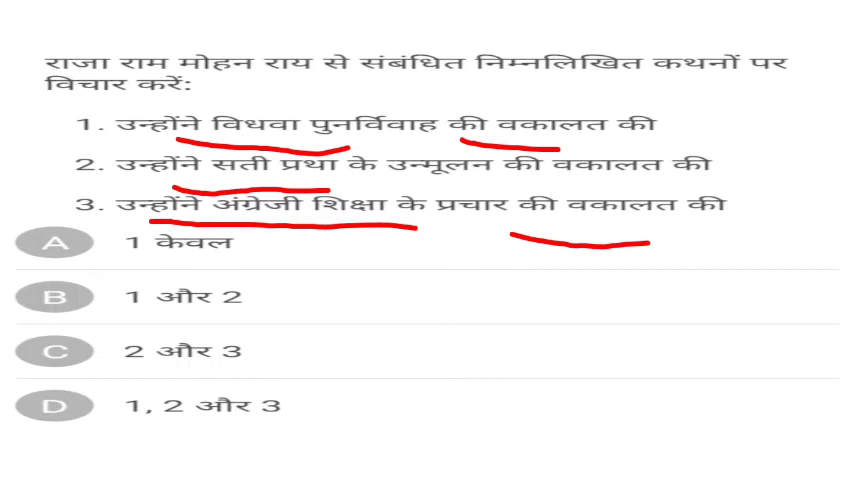 राजा राम मोहन राय से संबंधित निम्नलिखित कथनों पर
विचार करें:
1. उन्होंने विधवा पुनर्विवाह की वकालत की
2. उन्होंने सती प्रथा के उन्मूलन की वकालत की
3. उन्होंने अंग्रेजी शिक्षा के प्रचार की वकालत की
A 1 केवल
B 1 और 2
C 2 और 3
D 1, 2 और 3